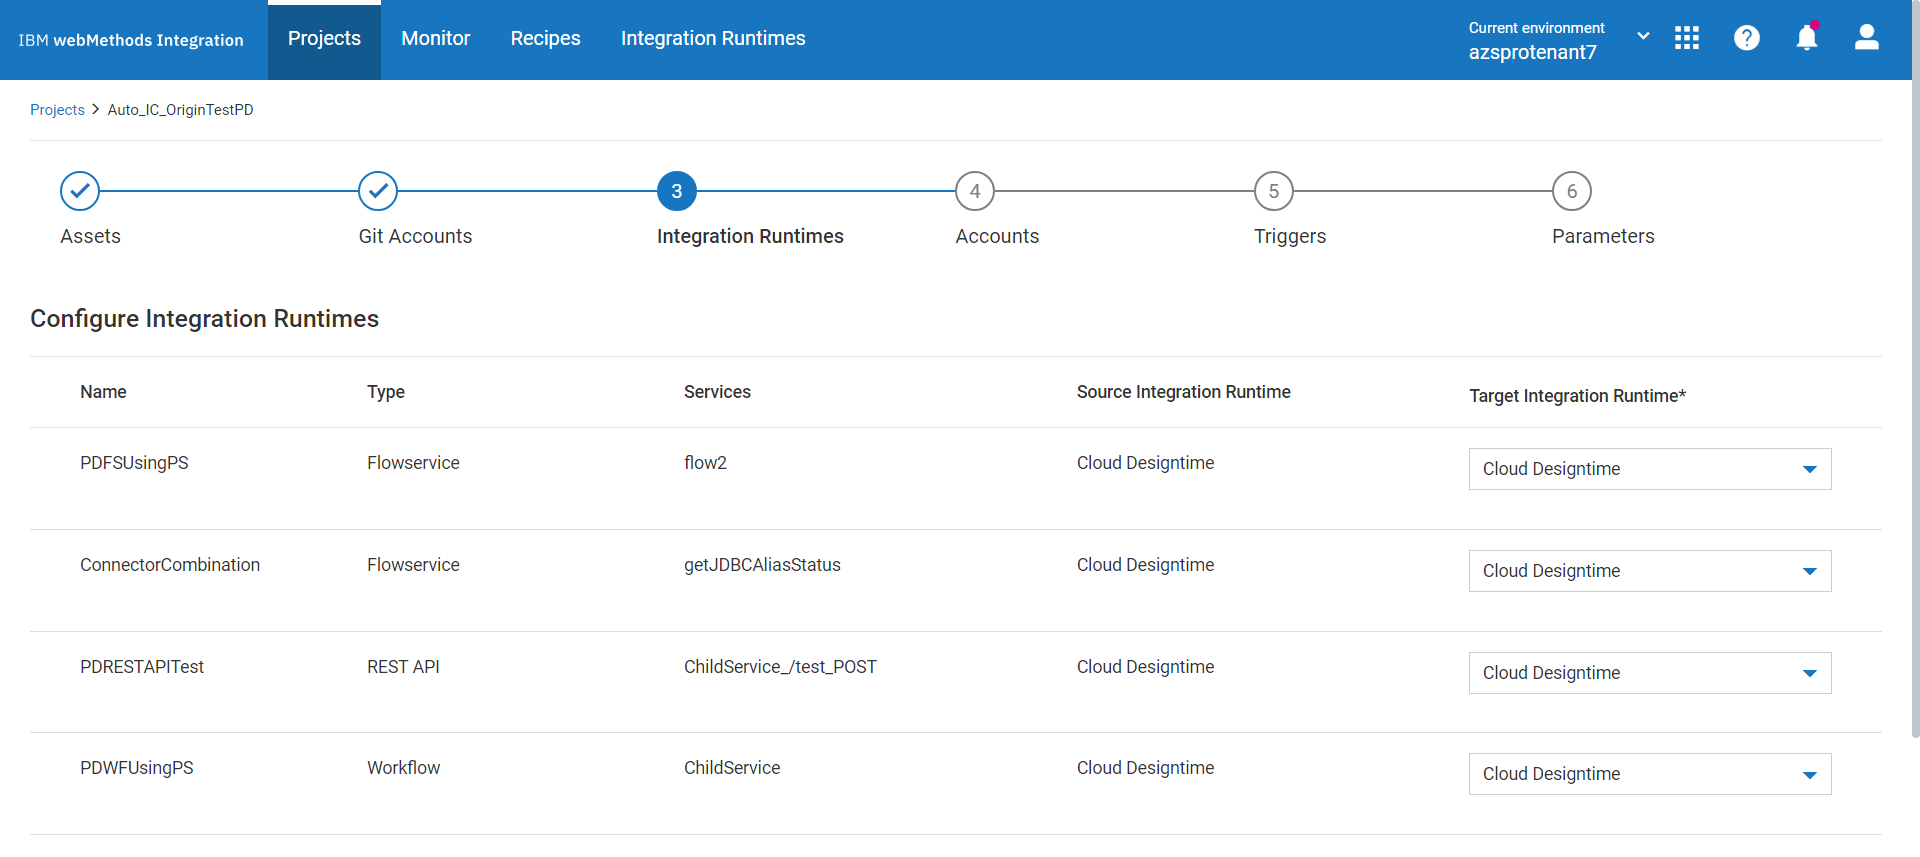 IBM webMethods Integration
Projects
Monitor
Recipes
Integration Runtimes
Current environment
azsprotenant7
Projects > Auto_IC_OriginTestPD
3
4
5
6
Assets
Git Accounts
Integration Runtimes
Accounts
Triggers
Parameters
Configure Integration Runtimes
Name Type Services Source Integration Runtime Target Integration Runtime*
PDFSUsingPS Flowservice flow2 Cloud Designtime Cloud Designtime
ConnectorCombination Flowservice getJDBCAliasStatus Cloud Designtime Cloud Designtime
PDRESTAPITest REST API ChildService_/test_POST Cloud Designtime Cloud Designtime
PDWFUsingPS Workflow ChildService Cloud Designtime Cloud Designtime